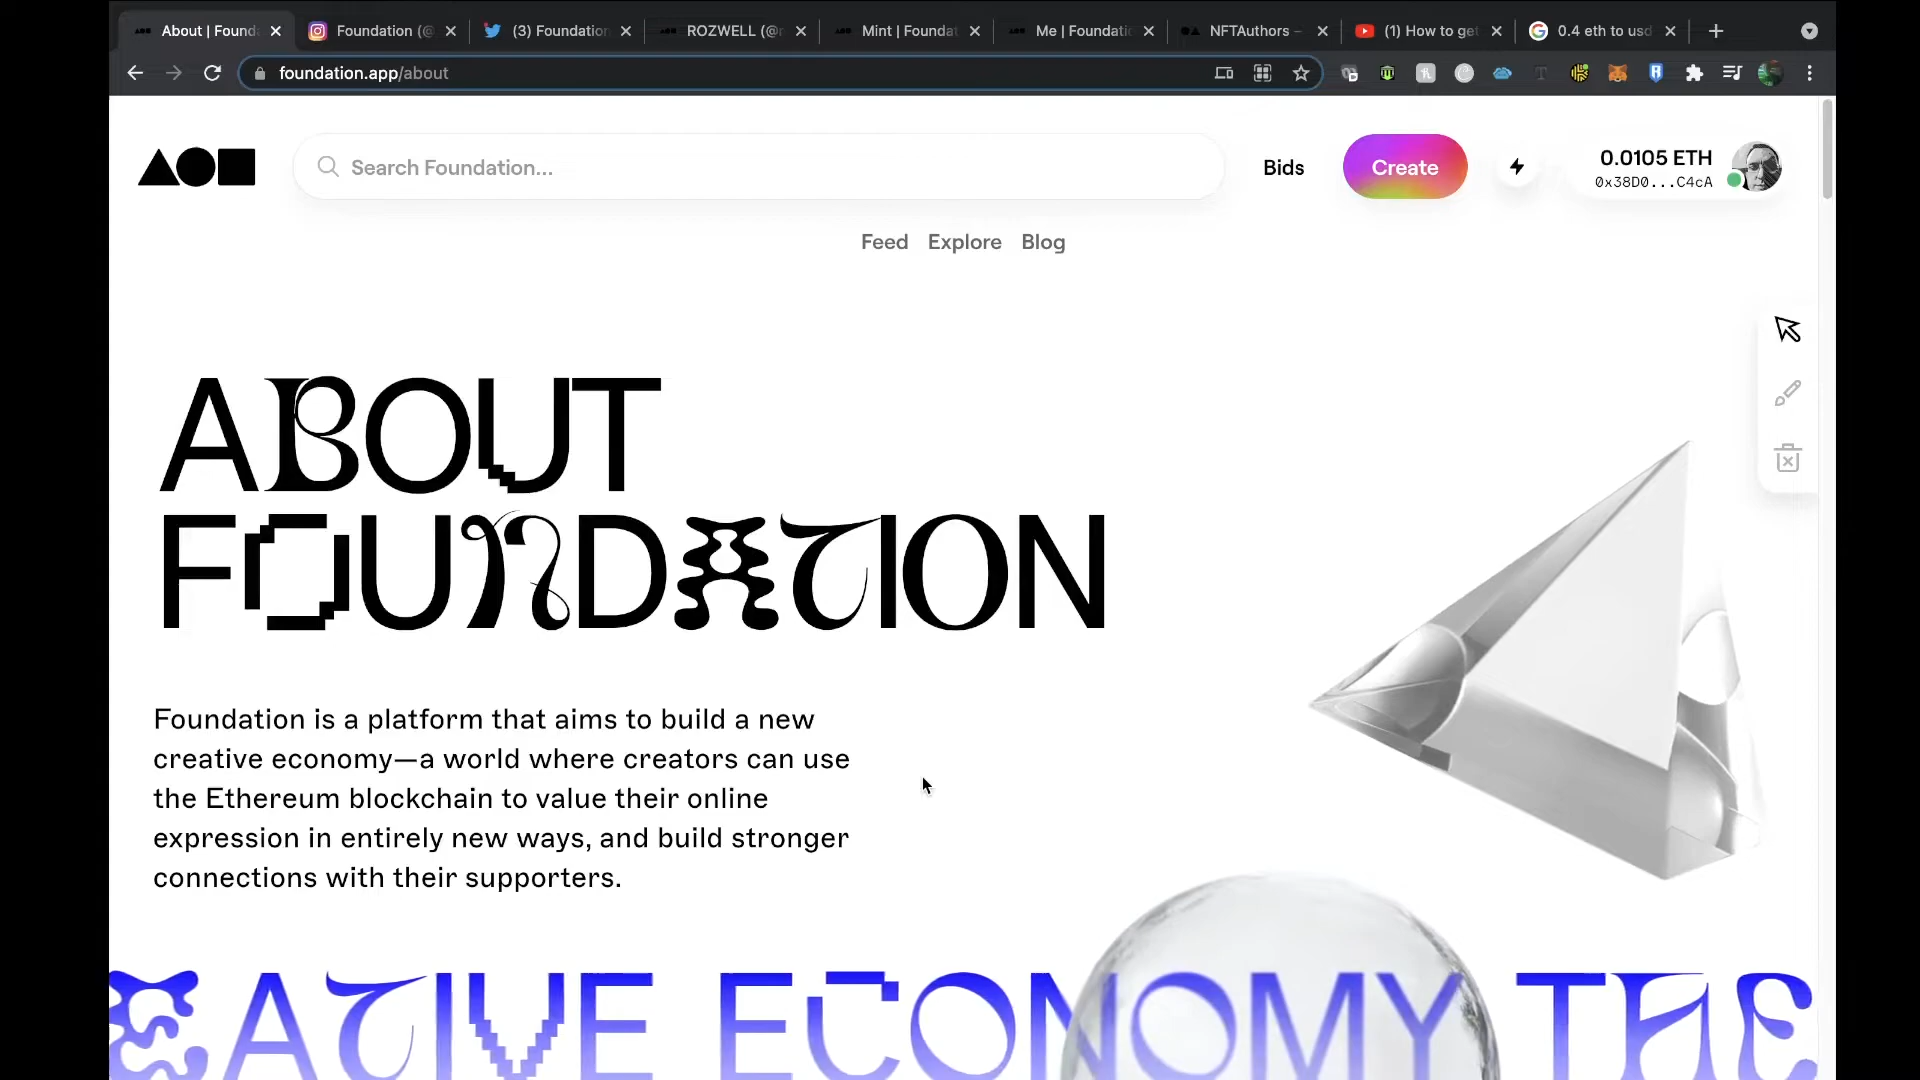 About | Found
Foundation (@
(3) Foundation
ROZWELL (@r
Mint | Foundat
Me | Foundatio
NFTAuthors –
(1) How to get
0.4 eth to usd
foundation.app/about
Search Foundation...
Bids
Create
0.0105 ETH
0x38D0...C4cA
Feed Explore Blog
ABOUT
FOUNDATION
Foundation is a platform that aims to build a new
creative economy—a world where creators can use
the Ethereum blockchain to value their online
expression in entirely new ways, and build stronger
connections with their supporters.
EATIVE ECONOMY THE